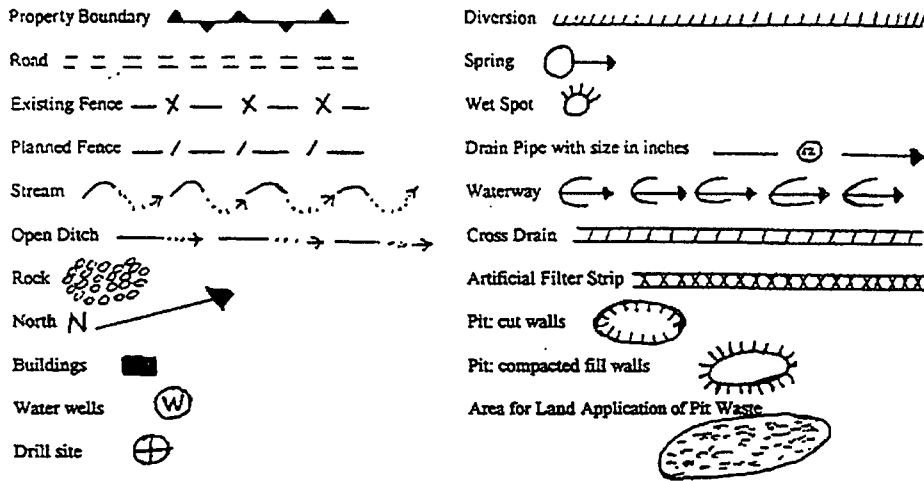 Property Boundary
Road
Existing Fence
Planned Fence
Stream
Open Ditch
Rock
North N
Buildings
Water wells W
Drill site
Diversion
Spring
Wet Spot
Drain Pipe with size in inches 12
Waterway
Cross Drain
Artificial Filter Strip
Pit: cut walls
Pit: compacted fill walls
Area for Land Application of Pit Waste